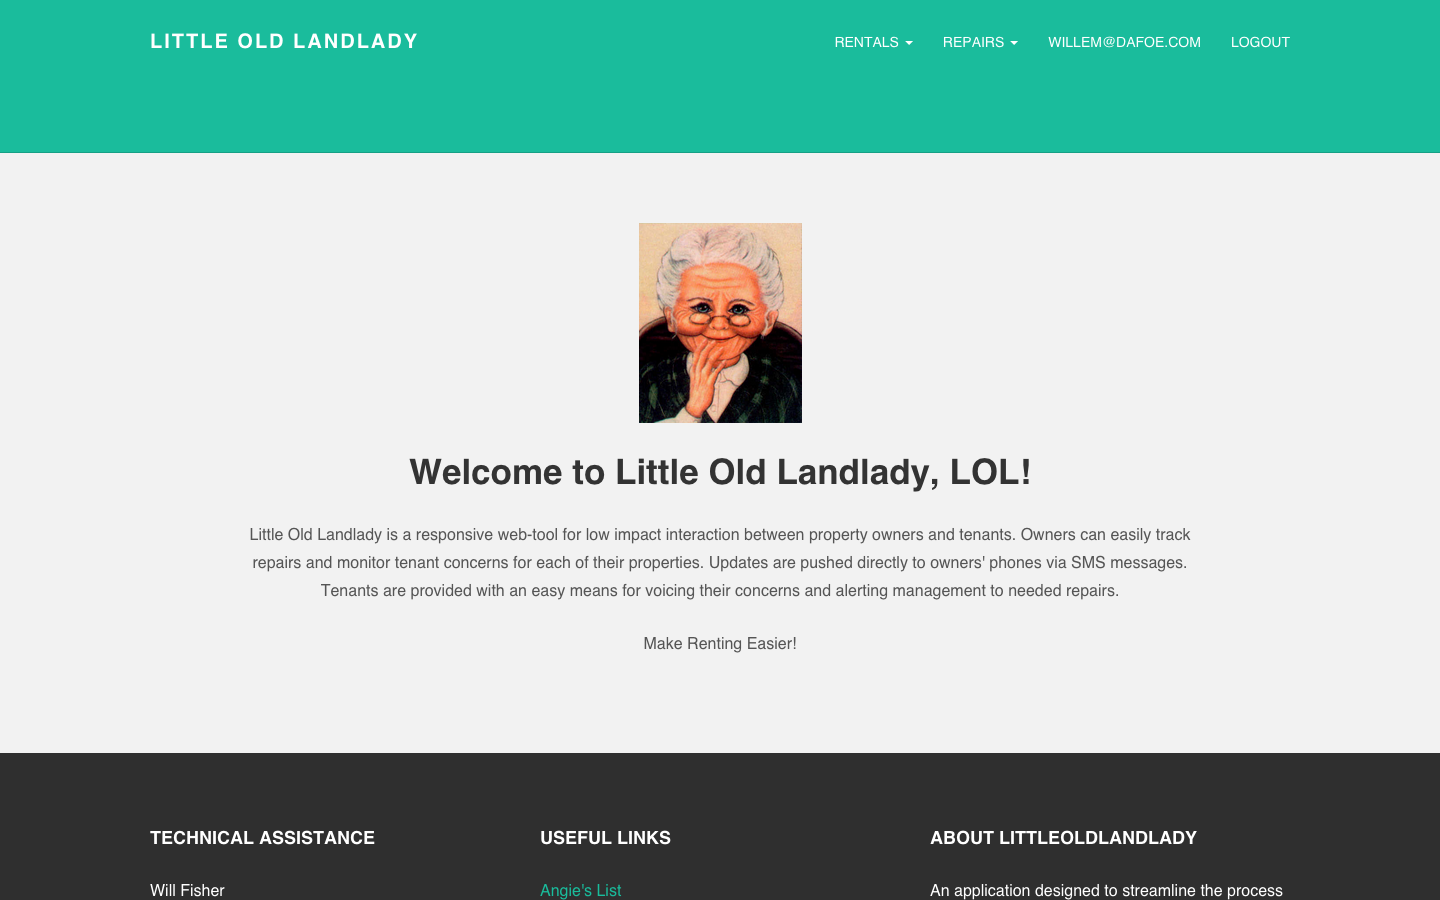 LITTLE OLD LANDLADY
RENTALS REPAIRS WILLEM@DAFOE.COM LOGOUT
Welcome to Little Old Landlady, LOL!
Little Old Landlady is a responsive web-tool for low impact interaction between property owners and tenants. Owners can easily track
repairs and monitor tenant concerns for each of their properties. Updates are pushed directly to owners' phones via SMS messages.
Tenants are provided with an easy means for voicing their concerns and alerting management to needed repairs.
Make Renting Easier!
TECHNICAL ASSISTANCE
Will Fisher
USEFUL LINKS
Angie's List
ABOUT LITTLEOLDLANDLADY
An application designed to streamline the process